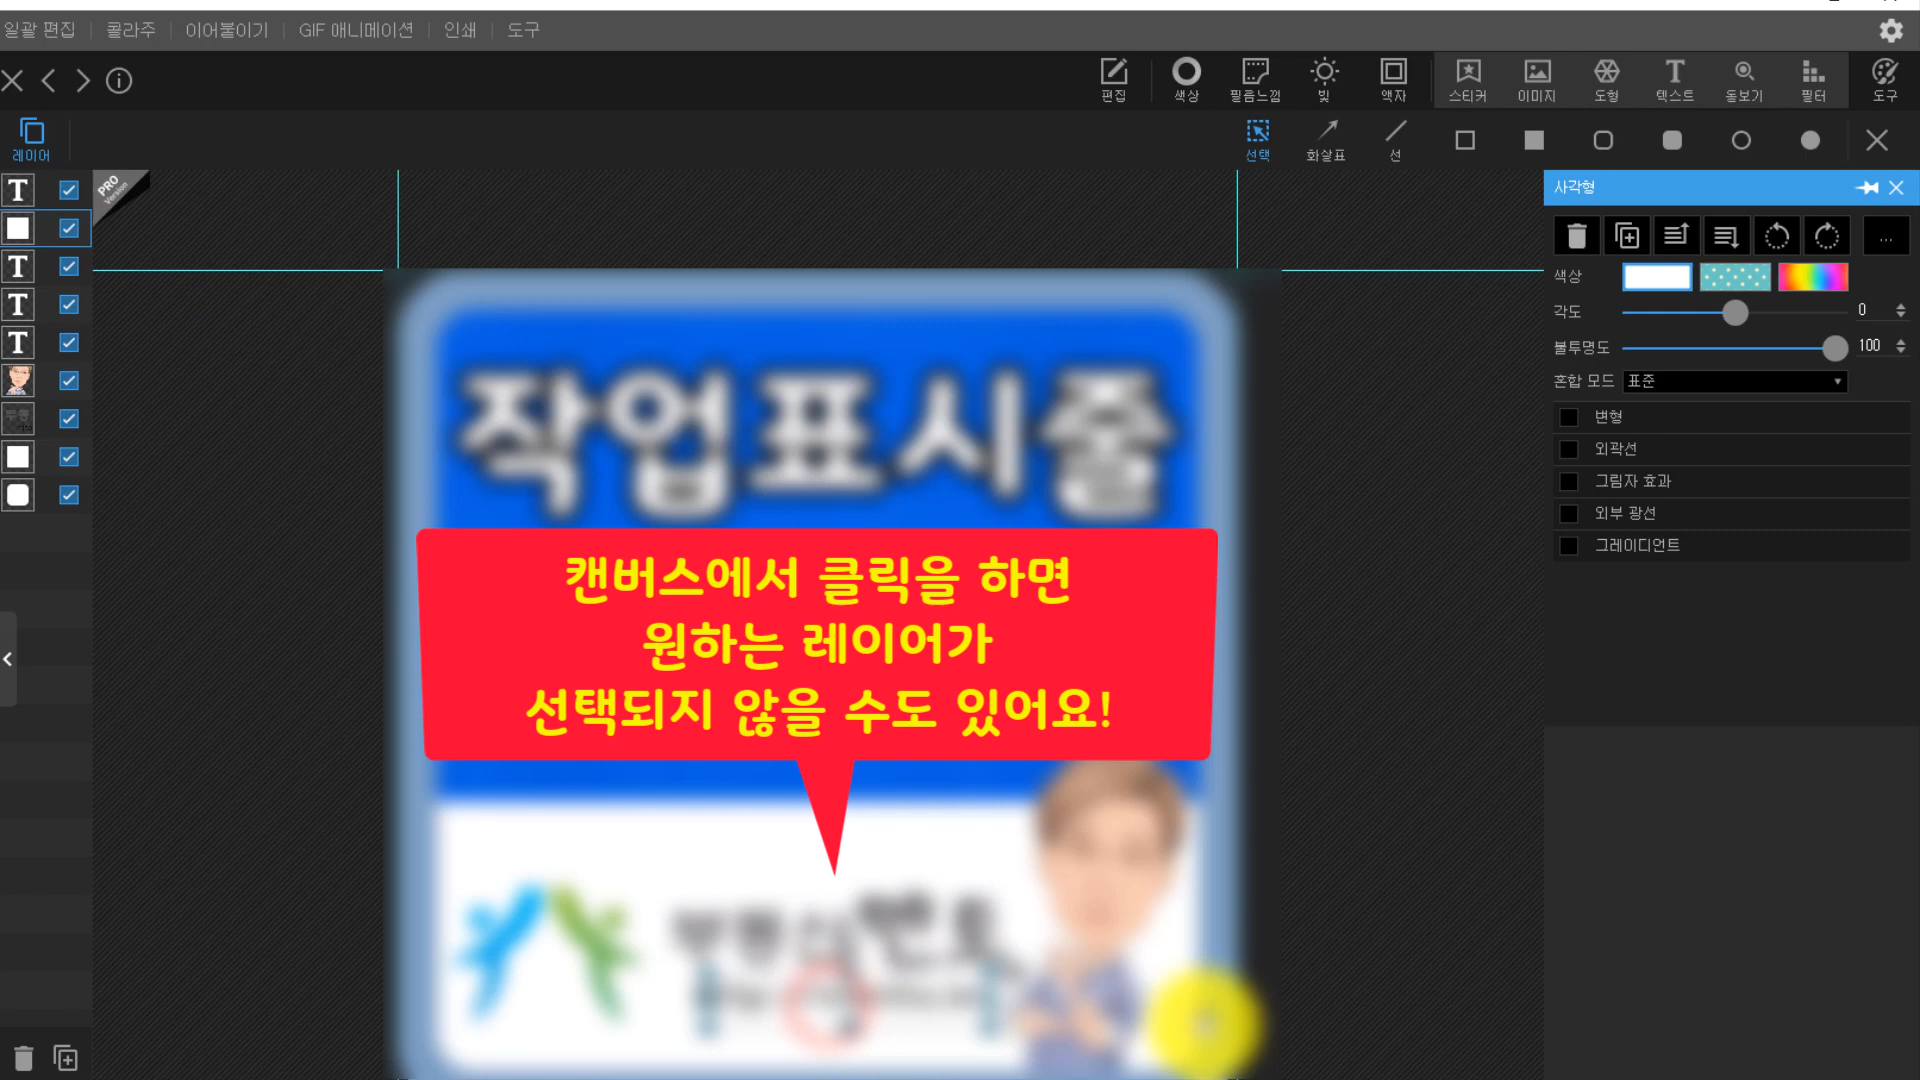 일괄 편집 콜라주 이어붙이기 GIF 애니메이션 인쇄 도구
편집 색상 필름느낌 빛 액자 스티커 이미지 도형 텍스트 돋보기 필터 도구
레이어 선택 화살표 선
PRO
Version
사각형
...
색상
각도 0
불투명도 100
혼합 모드 표준
변형
외곽선
그림자 효과
외부 광선
그레이디언트
작업표시줄
캔버스에서 클릭을 하면
원하는 레이어가
선택되지 않을 수도 있어요!